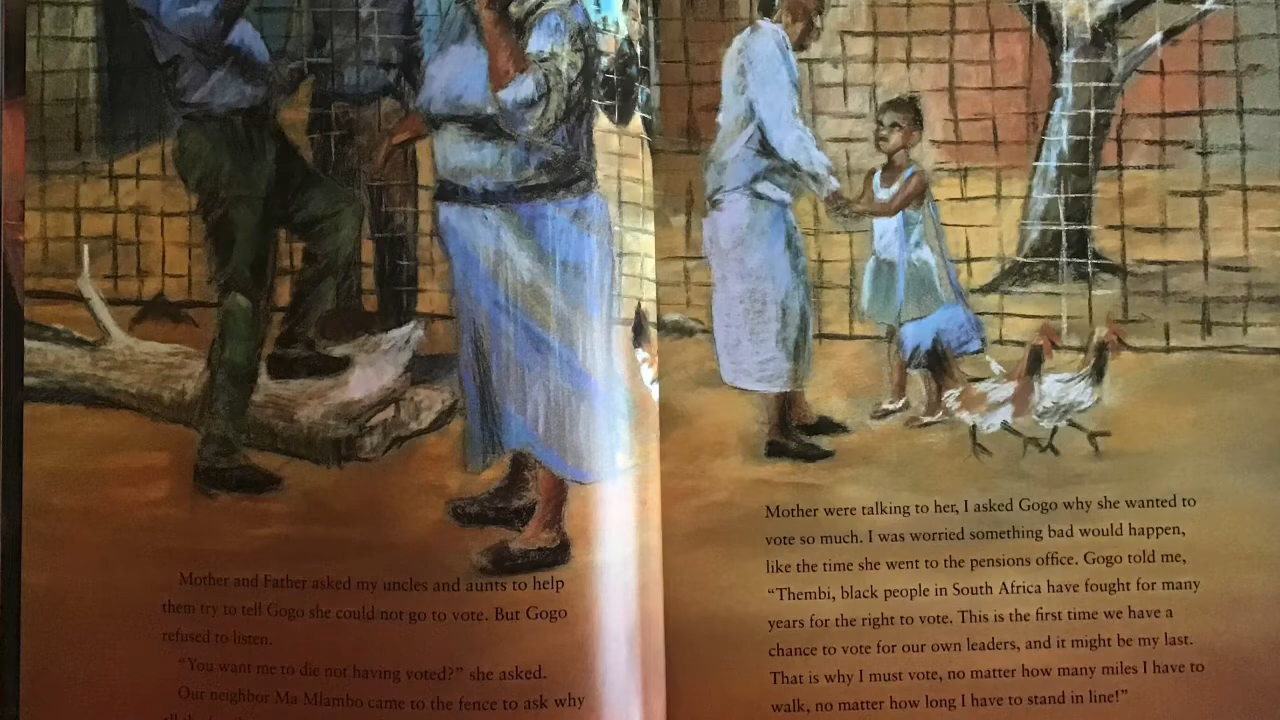 Mother and Father asked my uncles and aunts to help
them try to tell Gogo she could not go to vote. But Gogo
refused to listen.
“You want me to die not having voted?” she asked.
Our neighbor Ma Mlambo came to the fence to ask why
Mother were talking to her, I asked Gogo why she wanted to
vote so much. I was worried something bad would happen,
like the time she went to the pensions office. Gogo told me,
“Thembi, black people in South Africa have fought for many
years for the right to vote. This is the first time we have a
chance to vote for our own leaders, and it might be my last.
That is why I must vote, no matter how many miles I have to
walk, no matter how long I have to stand in line!”